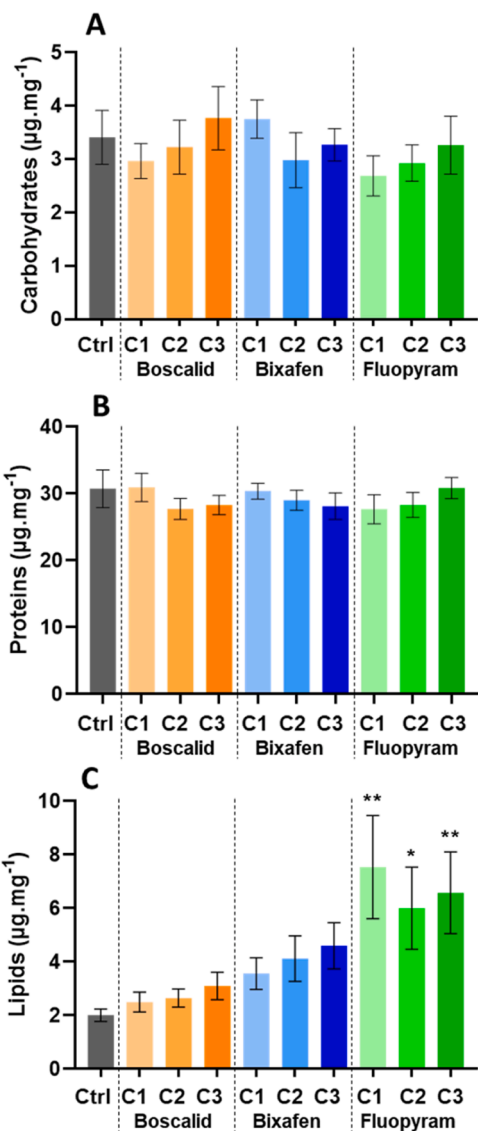 A
Carbohydrates (µg.mg⁻¹)
5
4
3
2
1
0
Ctrl C1 C2 C3 C1 C2 C3 C1 C2 C3
Boscalid Bixafen Fluopyram
B
Proteins (µg.mg⁻¹)
40
30
20
10
0
Ctrl C1 C2 C3 C1 C2 C3 C1 C2 C3
Boscalid Bixafen Fluopyram
C
Lipids (µg.mg⁻¹)
10
8
6
4
2
0
** * **
Ctrl C1 C2 C3 C1 C2 C3 C1 C2 C3
Boscalid Bixafen Fluopyram